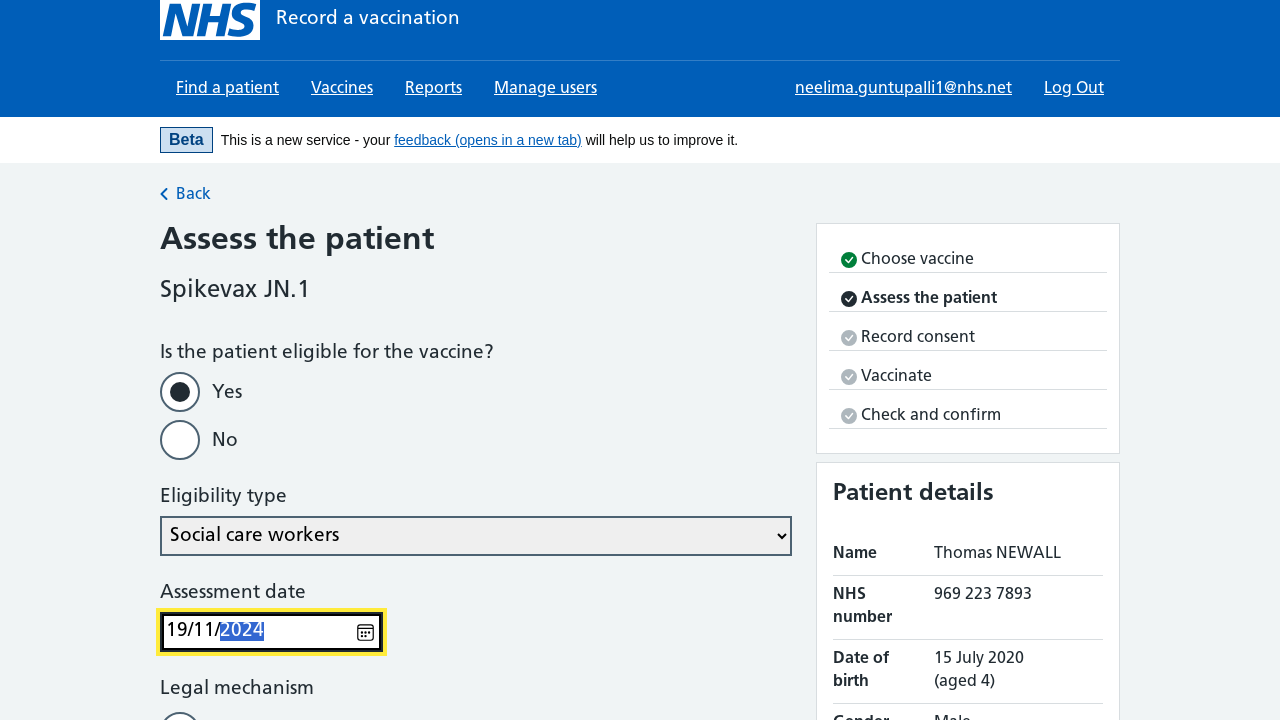 NHS Record a vaccination
Find a patient Vaccines Reports Manage users neelima.guntupalli1@nhs.net Log Out
Beta This is a new service - your feedback (opens in a new tab) will help us to improve it.
Back
Assess the patient
Spikevax JN.1
Is the patient eligible for the vaccine?
Yes
No
Eligibility type
Social care workers
Assessment date
19/11/2024
Legal mechanism
Choose vaccine
Assess the patient
Record consent
Vaccinate
Check and confirm
Patient details
Name Thomas NEWALL
NHS number 969 223 7893
Date of birth 15 July 2020 (aged 4)
Gender Male